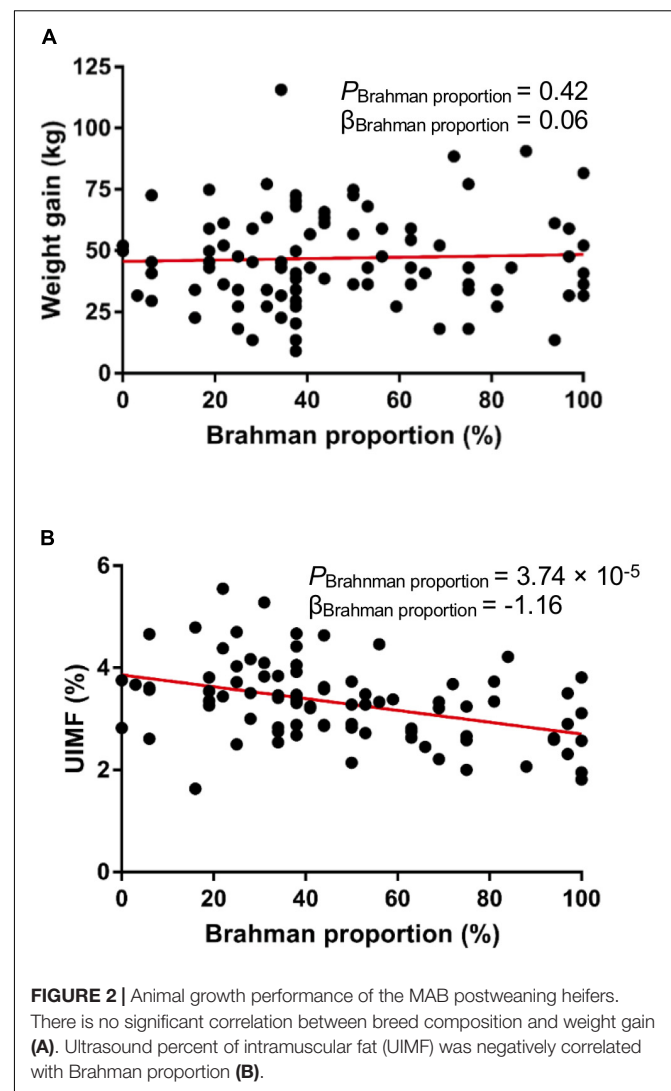 A
125
100
75
50
25
0
Weight gain (kg)
P Brahman proportion = 0.42
β Brahman proportion = 0.06
0 20 40 60 80 100
Brahman proportion (%)
B
6
4
2
0
UIMF (%)
P Brahnman proportion = 3.74 × 10-5
β Brahman proportion = -1.16
0 20 40 60 80 100
Brahman proportion (%)
FIGURE 2 | Animal growth performance of the MAB postweaning heifers.
There is no significant correlation between breed composition and weight gain
(A). Ultrasound percent of intramuscular fat (UIMF) was negatively correlated
with Brahman proportion (B).